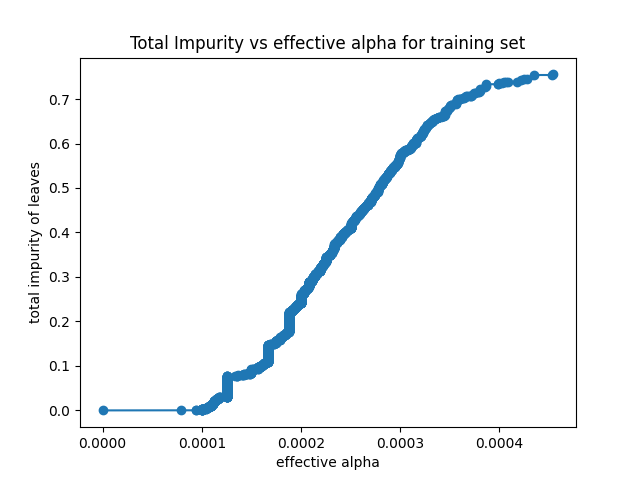 Total Impurity vs effective alpha for training set
total impurity of leaves
0.7
0.6
0.5
0.4
0.3
0.2
0.1
0.0
0.0000 0.0001 0.0002 0.0003 0.0004
effective alpha